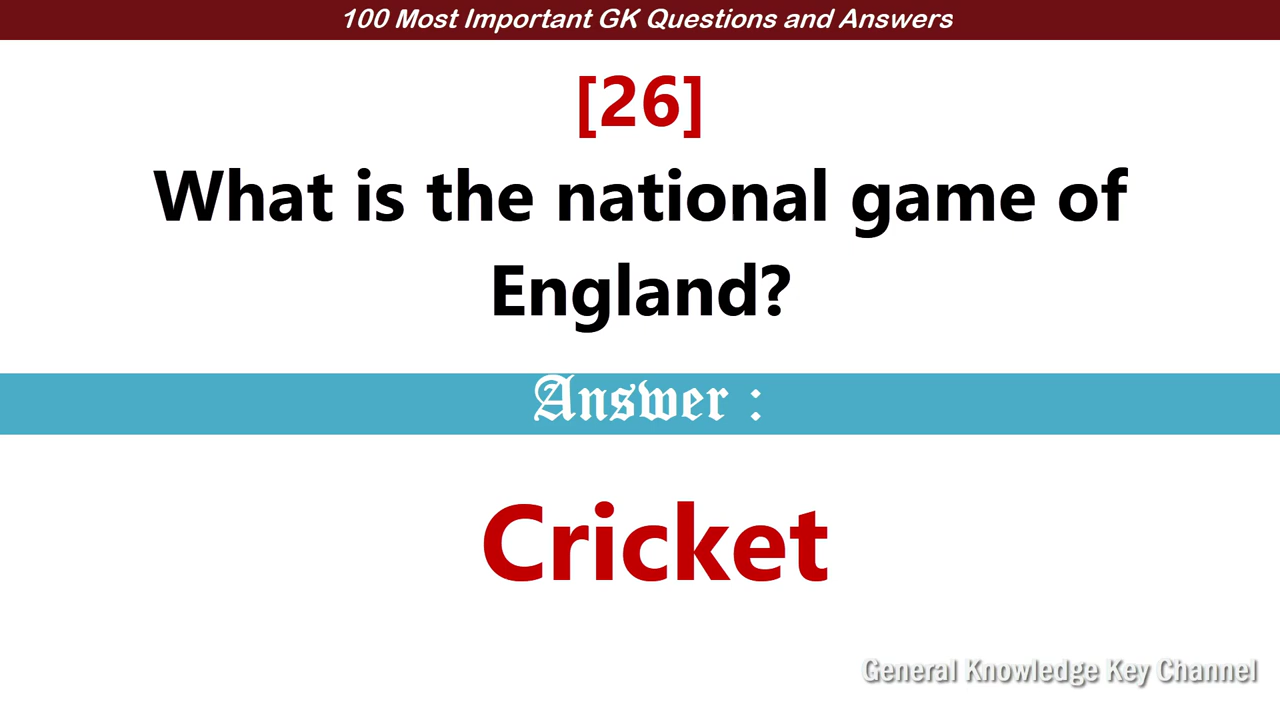 100 Most Important GK Questions and Answers
[26]
What is the national game of
England?
Answer :
Cricket
General Knowledge Key Channel